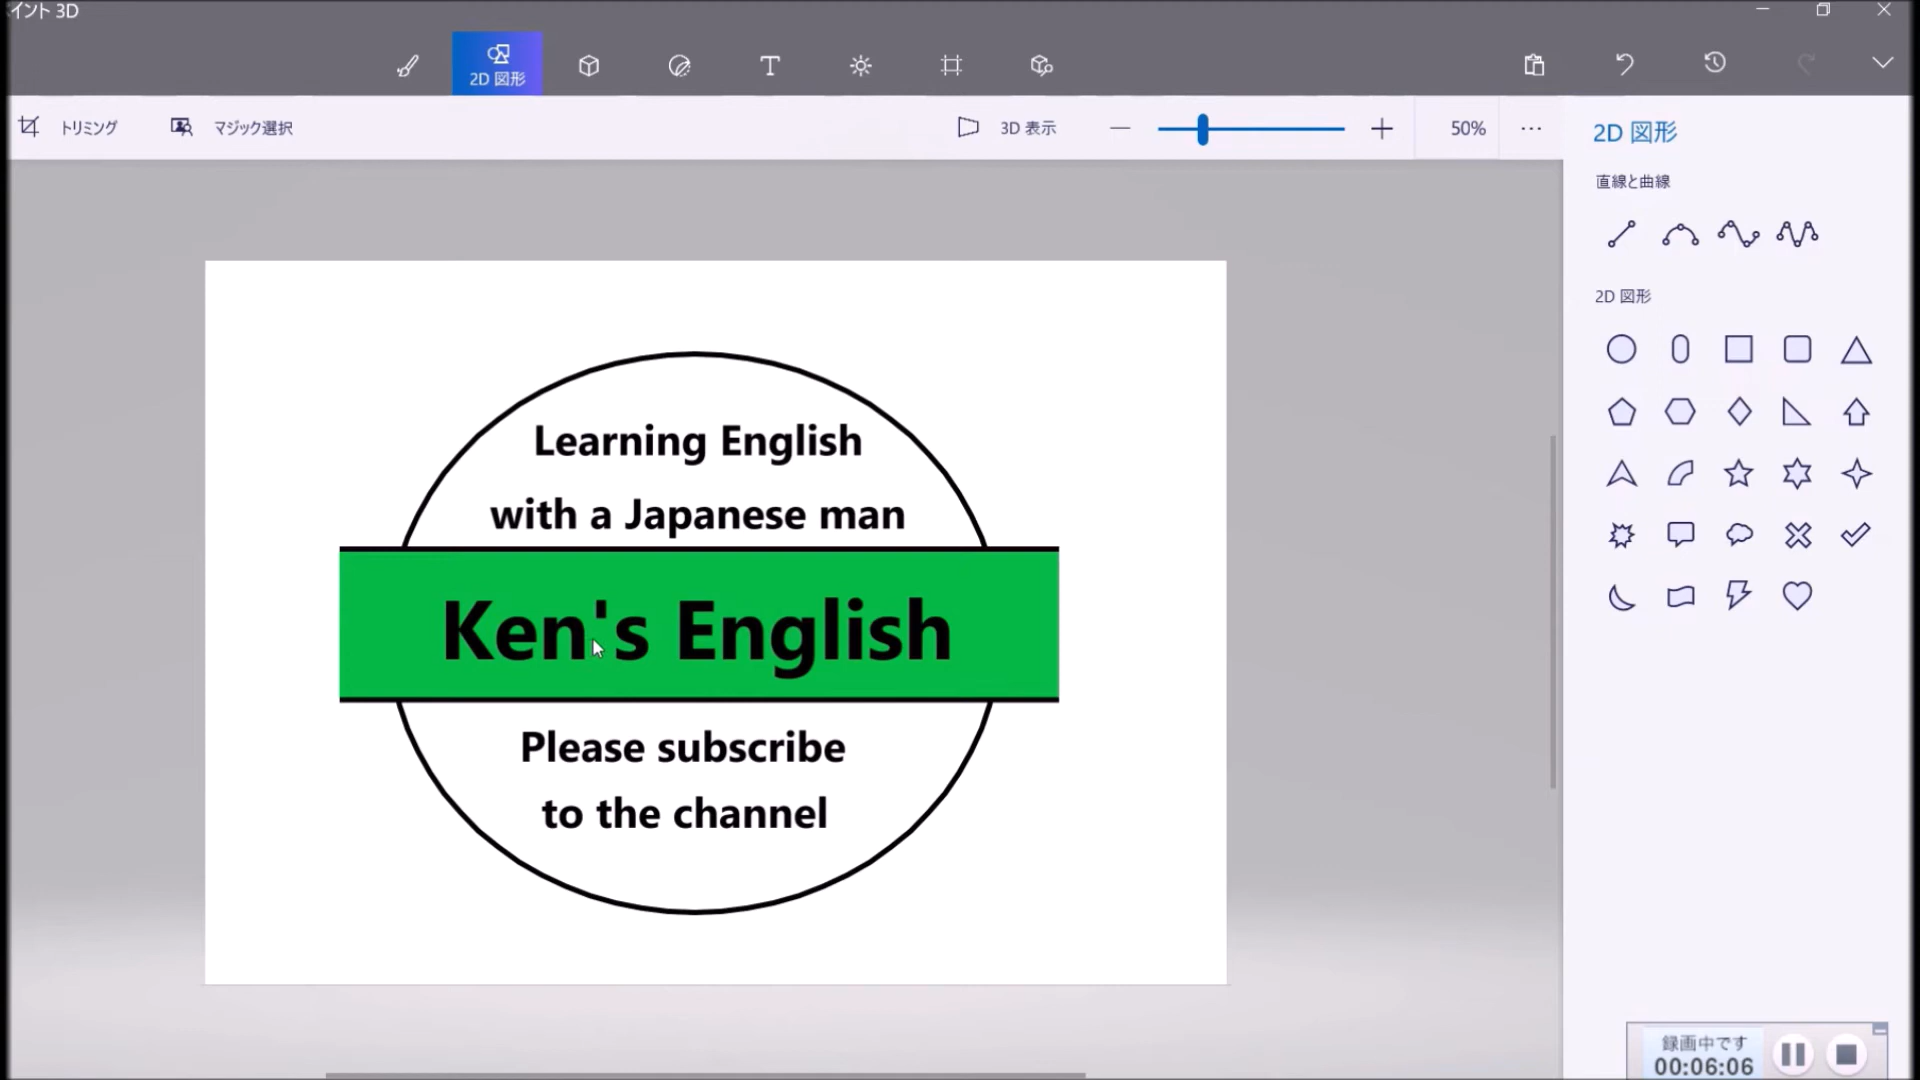 イント 3D
2D 図形
トリミング
マジック選択
3D 表示
50%
2D 図形
直線と曲線
2D 図形
Learning English
with a Japanese man
Ken's English
Please subscribe
to the channel
録画中です
00:06:06